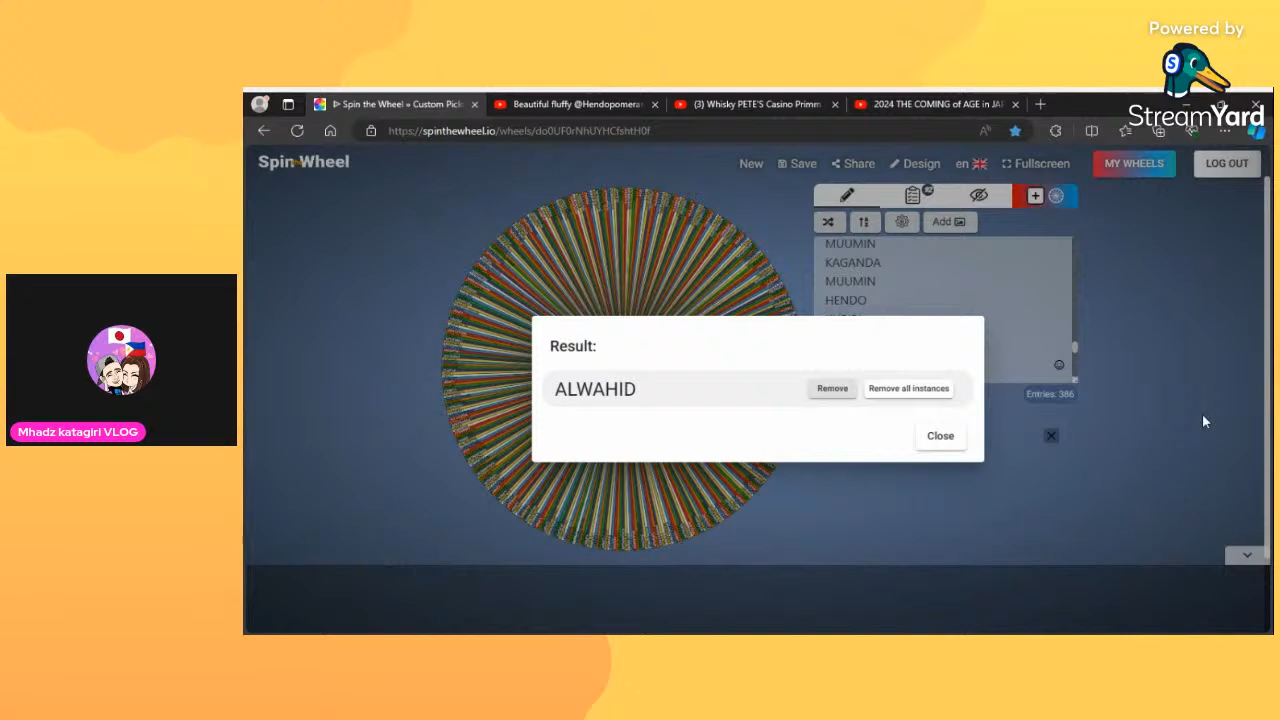 Powered by
StreamYard
Spin the Wheel » Custom Pick
Beautiful fluffy @Hendopomeran
(3) Whisky PETE'S Casino Primm
2024 THE COMING of AGE in JA
https://spinthewheel.io/wheels/do0UF0rNhUYHCfshtH0f
Spin Wheel
New
Save
Share
Design
en
Fullscreen
MY WHEELS
LOG OUT
Add
MUUMIN
KAGANDA
MUUMIN
HENDO
Entries: 386
Result:
ALWAHID
Remove
Remove all instances
Close
Mhadz katagiri VLOG